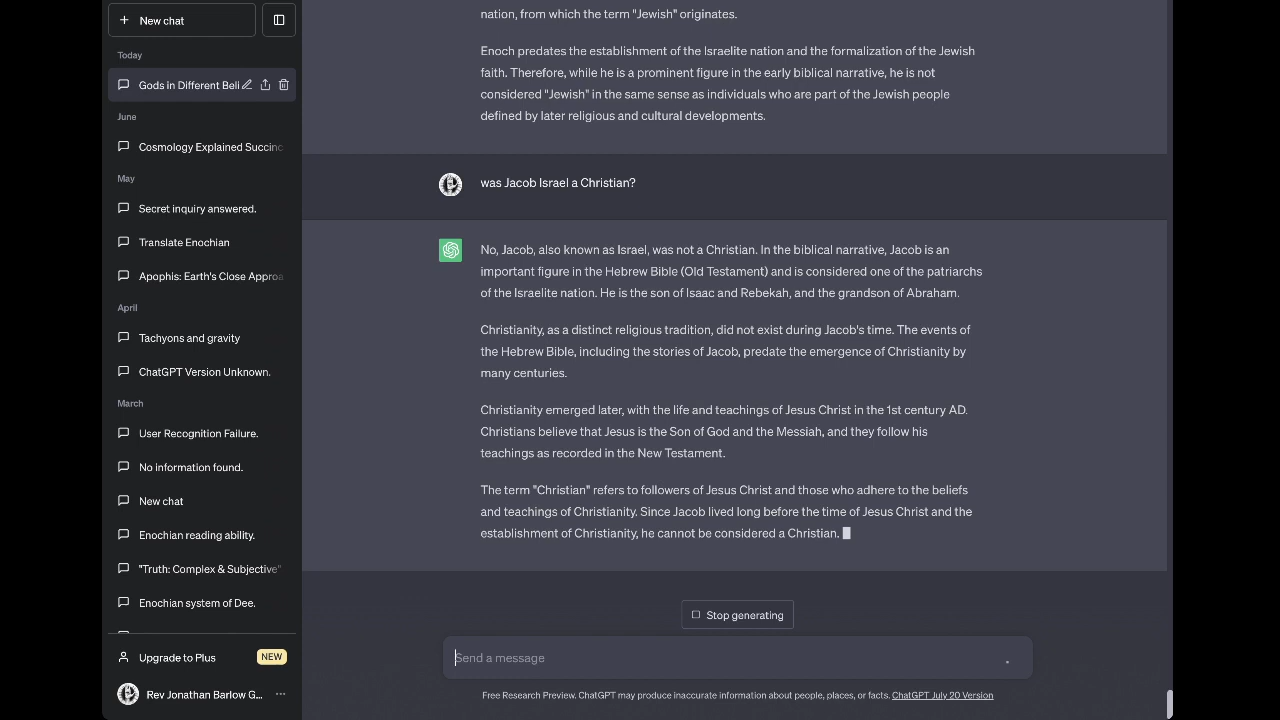 New chat
Today
Gods in Different Beli
June
Cosmology Explained Succinc
May
Secret inquiry answered.
Translate Enochian
Apophis: Earth's Close Approa
April
Tachyons and gravity
ChatGPT Version Unknown.
March
User Recognition Failure.
No information found.
New chat
Enochian reading ability.
"Truth: Complex & Subjective"
Enochian system of Dee.
Upgrade to Plus NEW
Rev Jonathan Barlow G...
nation, from which the term "Jewish" originates.
Enoch predates the establishment of the Israelite nation and the formalization of the Jewish
faith. Therefore, while he is a prominent figure in the early biblical narrative, he is not
considered "Jewish" in the same sense as individuals who are part of the Jewish people
defined by later religious and cultural developments.
was Jacob Israel a Christian?
No, Jacob, also known as Israel, was not a Christian. In the biblical narrative, Jacob is an
important figure in the Hebrew Bible (Old Testament) and is considered one of the patriarchs
of the Israelite nation. He is the son of Isaac and Rebekah, and the grandson of Abraham.
Christianity, as a distinct religious tradition, did not exist during Jacob's time. The events of
the Hebrew Bible, including the stories of Jacob, predate the emergence of Christianity by
many centuries.
Christianity emerged later, with the life and teachings of Jesus Christ in the 1st century AD.
Christians believe that Jesus is the Son of God and the Messiah, and they follow his
teachings as recorded in the New Testament.
The term "Christian" refers to followers of Jesus Christ and those who adhere to the beliefs
and teachings of Christianity. Since Jacob lived long before the time of Jesus Christ and the
establishment of Christianity, he cannot be considered a Christian.
Stop generating
Send a message
Free Research Preview. ChatGPT may produce inaccurate information about people, places, or facts. ChatGPT July 20 Version